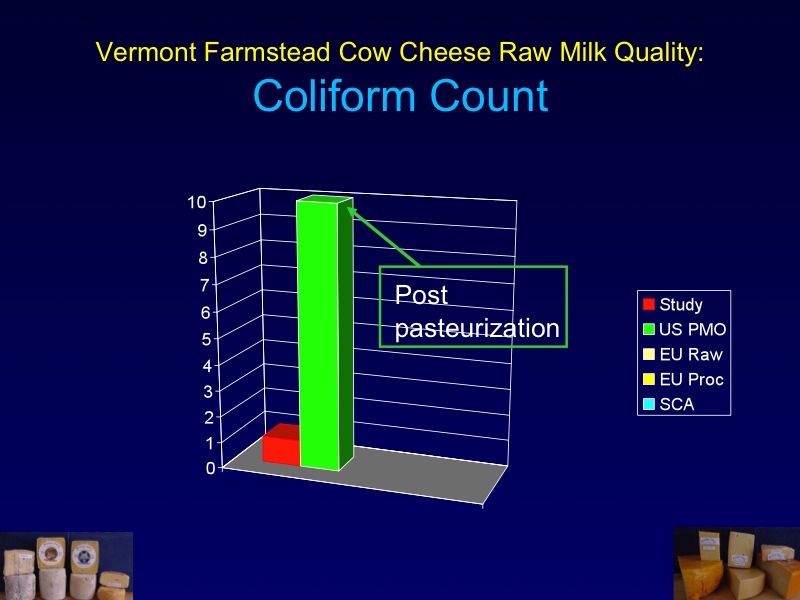 Vermont Farmstead Cow Cheese Raw Milk Quality:
Coliform Count
10
9
8
7
6
5
4
3
2
1
0
Post
pasteurization
Study
US PMO
EU Raw
EU Proc
SCA